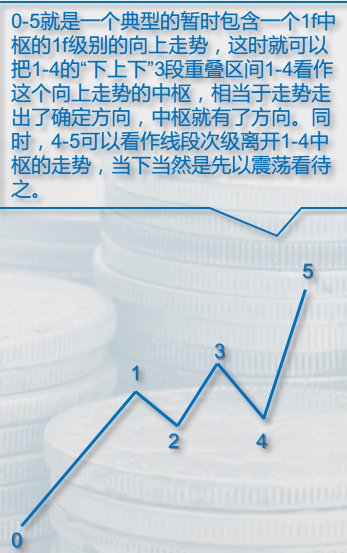 0-5就是一个典型的暂时包含一个1f中
枢的1f级别的向上走势，这时就可以
把1-4的“下上下”3段重叠区间1-4看作
这个向上走势的中枢，相当于走势走
出了确定方向，中枢就有了方向。同
时，4-5可以看作线段次级离开1-4中
枢的走势，当下当然是先以震荡看待
之。
5
3
1
2
4
0